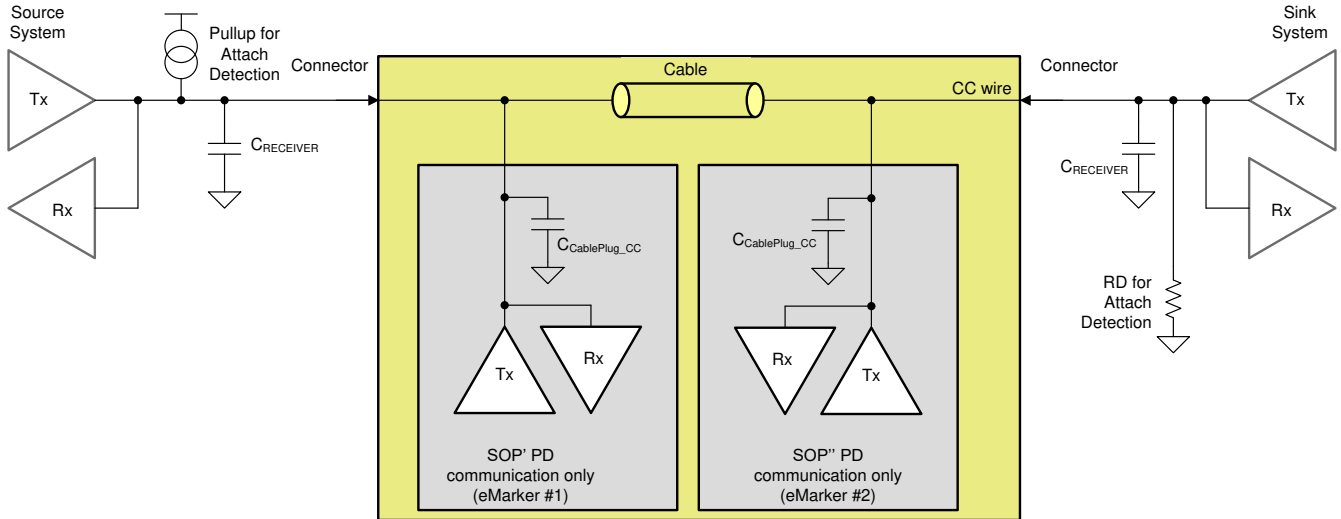 Source
System
Pullup for
Attach
Detection
Connector
Cable
CC wire
Connector
Sink
System
Tx
Tx
CRECEIVER
CRECEIVER
Rx
Rx
CCablePlug_CC
CCablePlug_CC
RD for
Attach
Detection
Tx
Rx
Rx
Tx
SOP' PD
communication only
(eMarker #1)
SOP'' PD
communication only
(eMarker #2)